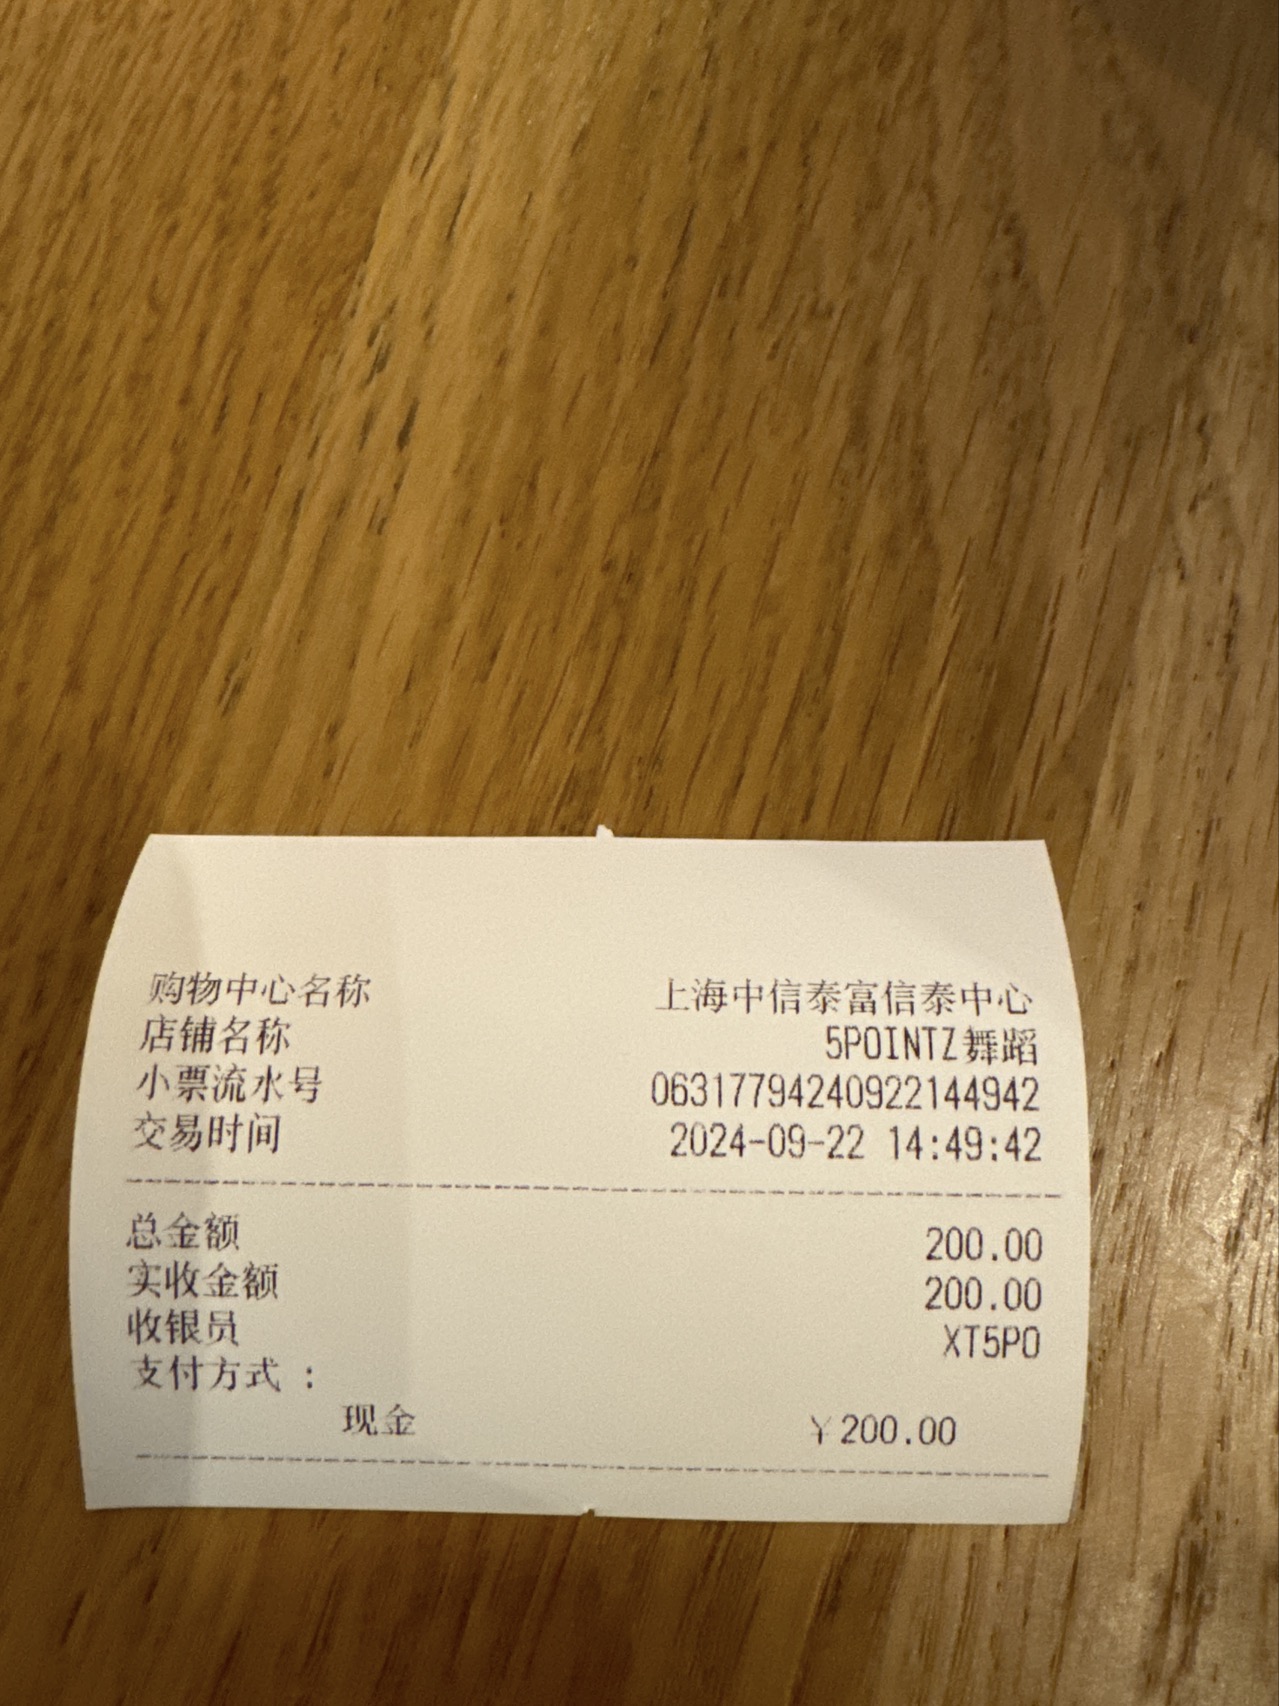 购物中心名称 上海中信泰富信泰中心
店铺名称 5POINTZ舞蹈
小票流水号 06317794240922144942
交易时间 2024-09-22 14:49:42
总金额 200.00
实收金额 200.00
收银员 XT5PO
支付方式 :
现金 ¥200.00